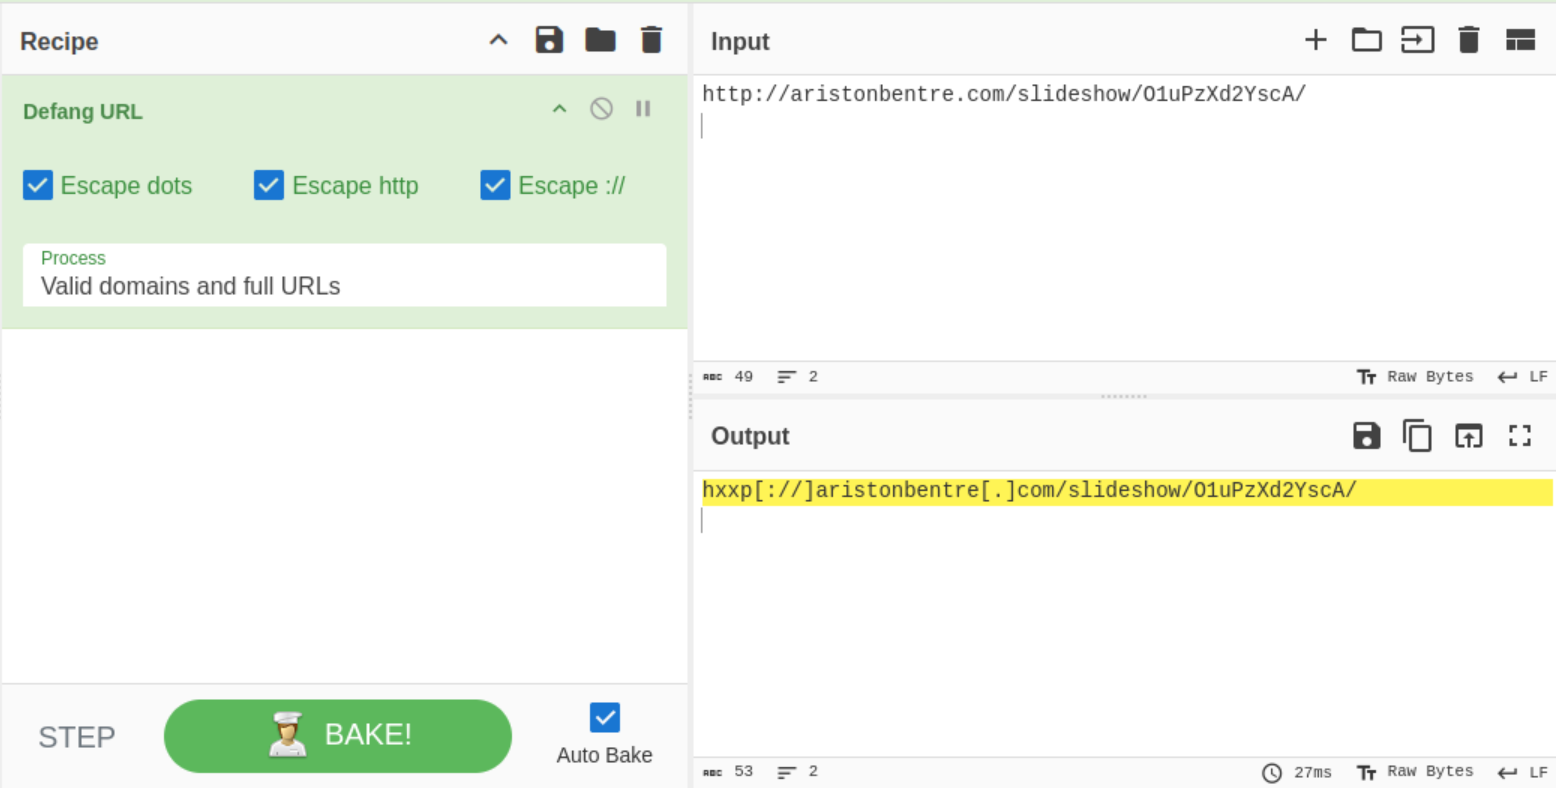 Recipe
Defang URL
Escape dots
Escape http
Escape ://
Process
Valid domains and full URLs
STEP
BAKE!
Auto Bake
Input
http://aristonbentre.com/slideshow/O1uPzXd2YscA/
ABC 49 2
Raw Bytes LF
Output
hxxp[://]aristonbentre[.]com/slideshow/O1uPzXd2YscA/
ABC 53 2
27ms Raw Bytes LF